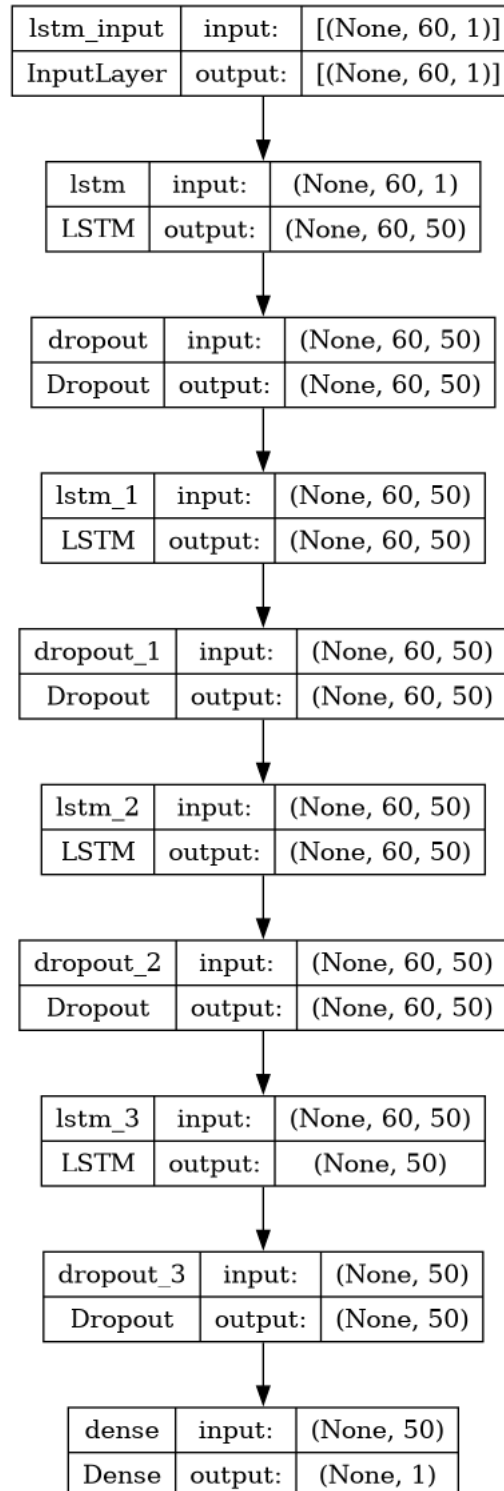 lstm_input input: [(None, 60, 1)]
InputLayer output: [(None, 60, 1)]
lstm input: (None, 60, 1)
LSTM output: (None, 60, 50)
dropout input: (None, 60, 50)
Dropout output: (None, 60, 50)
lstm_1 input: (None, 60, 50)
LSTM output: (None, 60, 50)
dropout_1 input: (None, 60, 50)
Dropout output: (None, 60, 50)
lstm_2 input: (None, 60, 50)
LSTM output: (None, 60, 50)
dropout_2 input: (None, 60, 50)
Dropout output: (None, 60, 50)
lstm_3 input: (None, 60, 50)
LSTM output: (None, 50)
dropout_3 input: (None, 50)
Dropout output: (None, 50)
dense input: (None, 50)
Dense output: (None, 1)